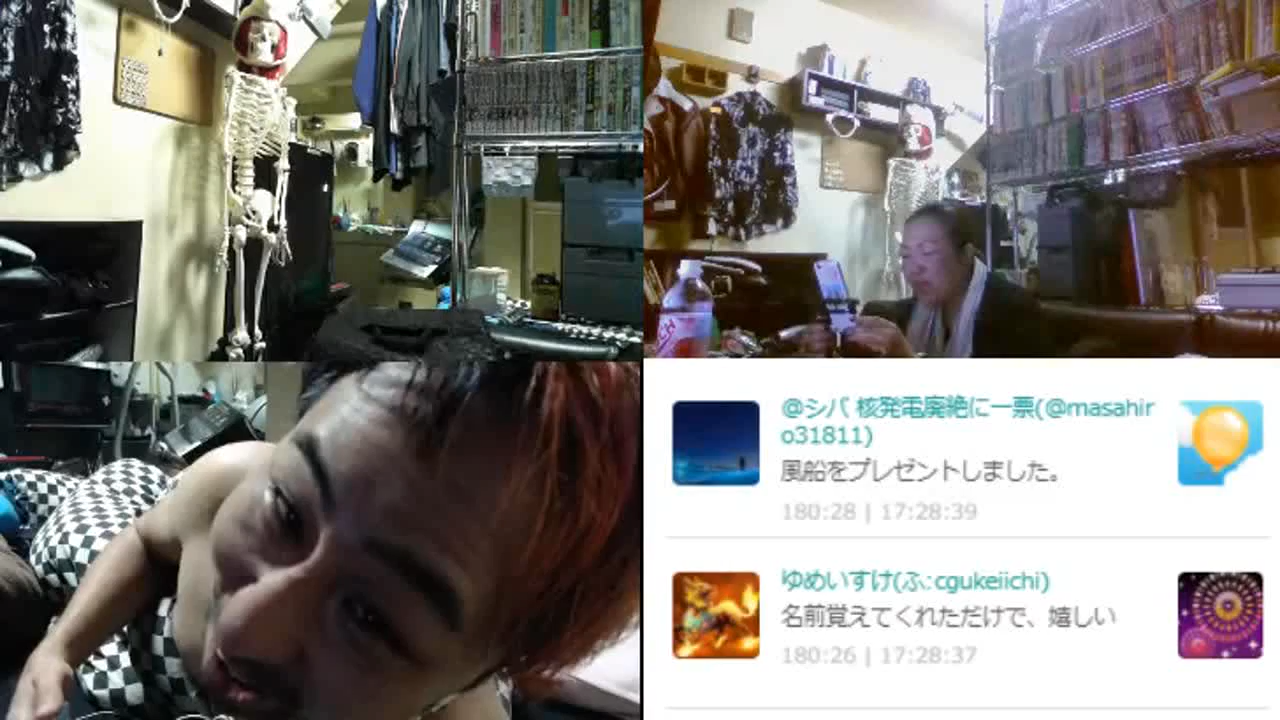 @シバ 核発電廃絶に一票(@masahir
o31811)
風船をプレゼントしました。
180:28 | 17:28:39
ゆめいすけ(ふ:cgukeiichi)
名前覚えてくれただけで、嬉しい
180:26 | 17:28:37